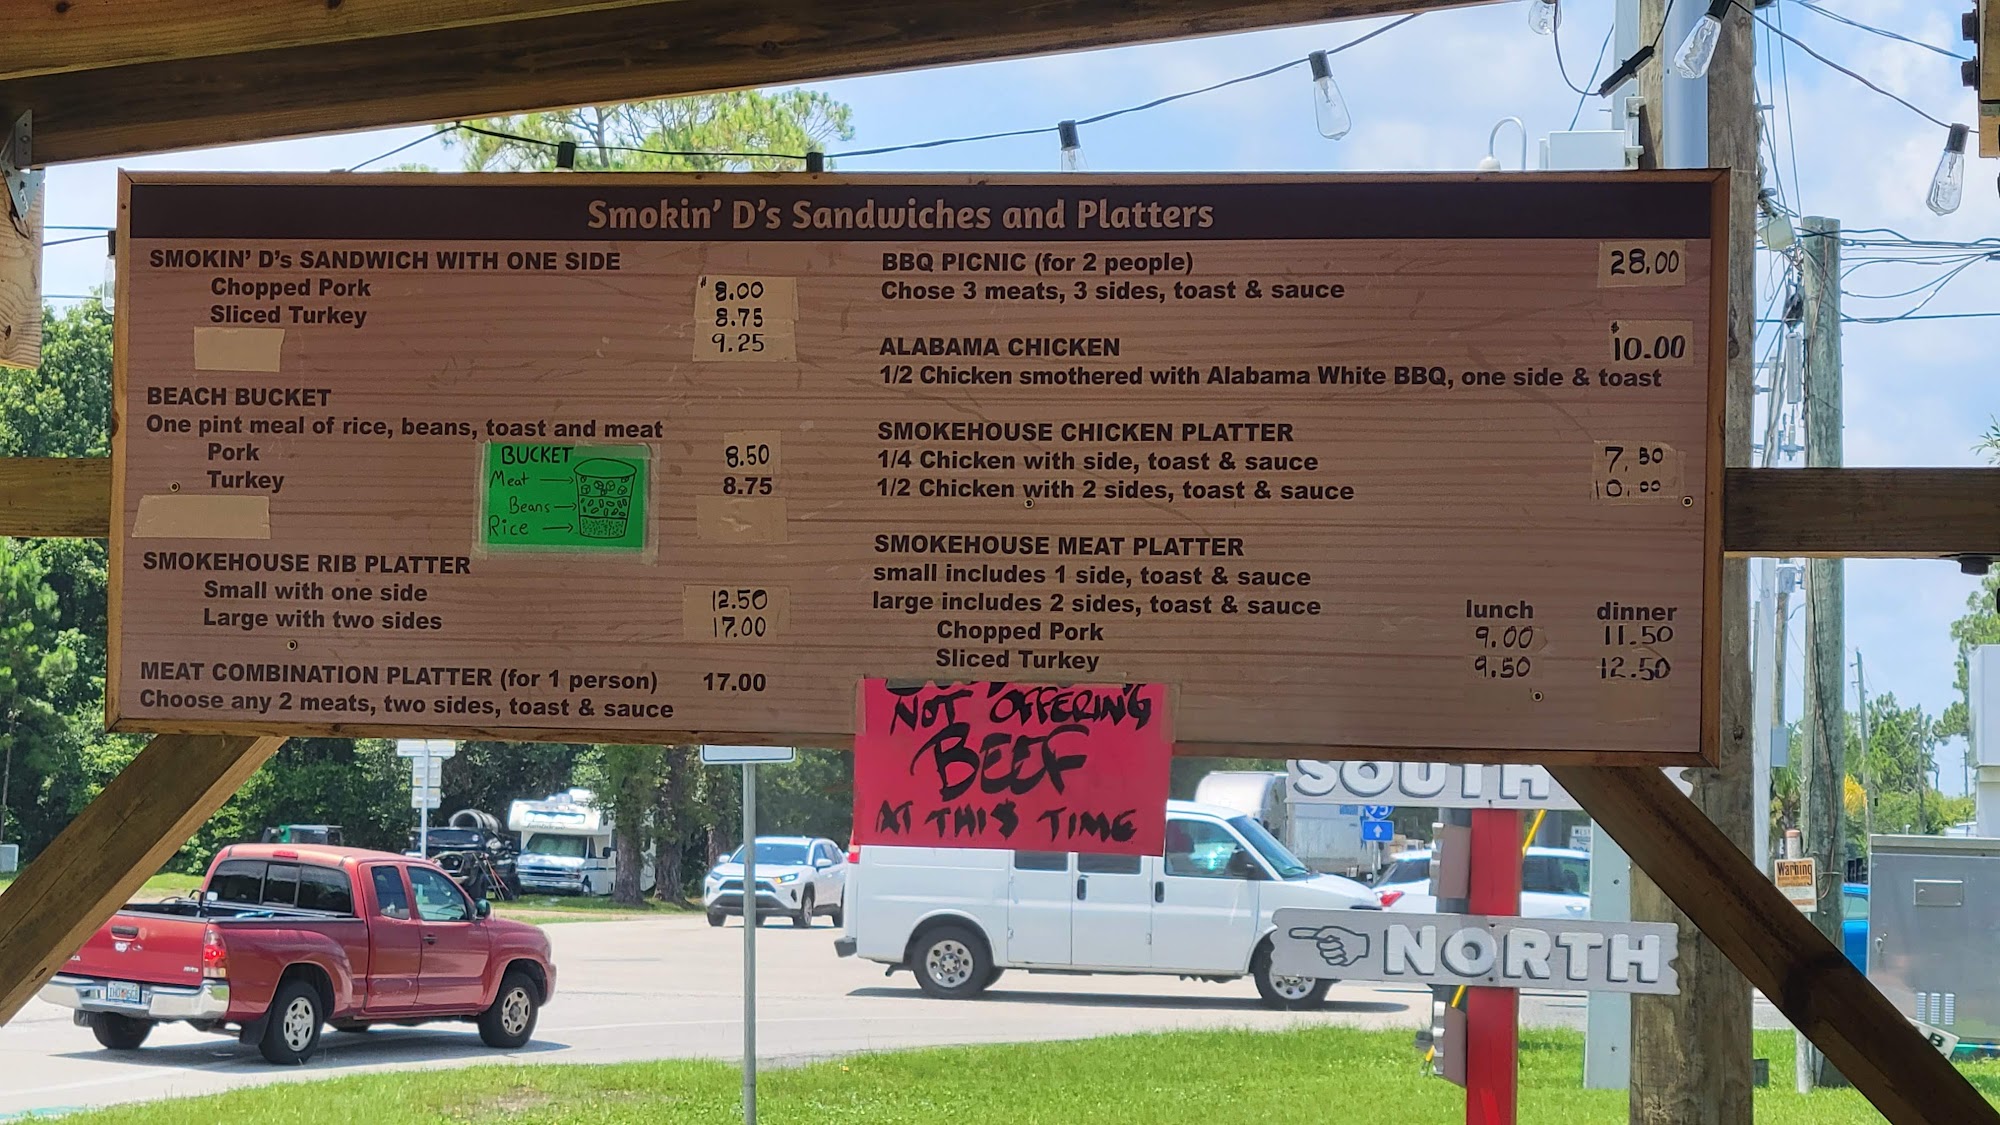 Smokin' D's Sandwiches and Platters
SMOKIN' D's SANDWICH WITH ONE SIDE
Chopped Pork $8.00
Sliced Turkey 8.75
9.25
BEACH BUCKET
One pint meal of rice, beans, toast and meat
Pork 8.50
Turkey 8.75
BUCKET
Meat
Beans
Rice
SMOKEHOUSE RIB PLATTER
Small with one side 12.50
Large with two sides 17.00
MEAT COMBINATION PLATTER (for 1 person) 17.00
Choose any 2 meats, two sides, toast & sauce
BBQ PICNIC (for 2 people) 28.00
Chose 3 meats, 3 sides, toast & sauce
ALABAMA CHICKEN $10.00
1/2 Chicken smothered with Alabama White BBQ, one side & toast
SMOKEHOUSE CHICKEN PLATTER
1/4 Chicken with side, toast & sauce 7.50
1/2 Chicken with 2 sides, toast & sauce 10.00
SMOKEHOUSE MEAT PLATTER
small includes 1 side, toast & sauce
large includes 2 sides, toast & sauce lunch dinner
Chopped Pork 9.00 11.50
Sliced Turkey 9.50 12.50
NOT OFFERING
BEEF
AT THIS TIME
SOUTH
95
NORTH
Warning
B